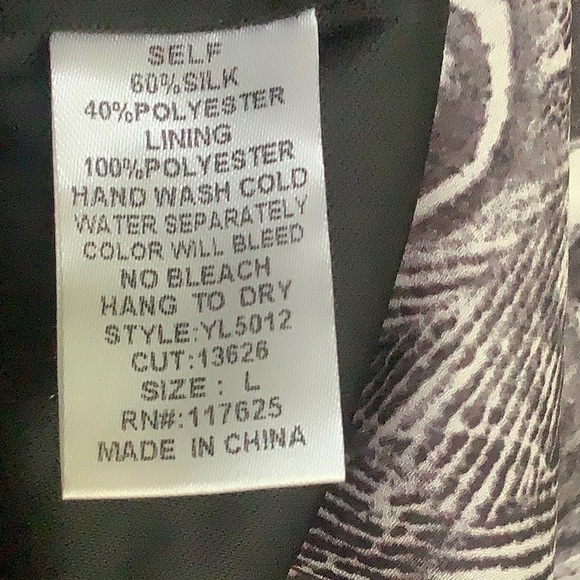 SELF
60%SILK
40%POLYESTER
LINING
100%POLYESTER
HAND WASH COLD
WATER SEPARATELY
COLOR WILL BLEED
NO BLEACH
HANG TO DRY
STYLE:YL5012
CUT:13626
SIZE: L
RN#:117625
MADE IN CHINA